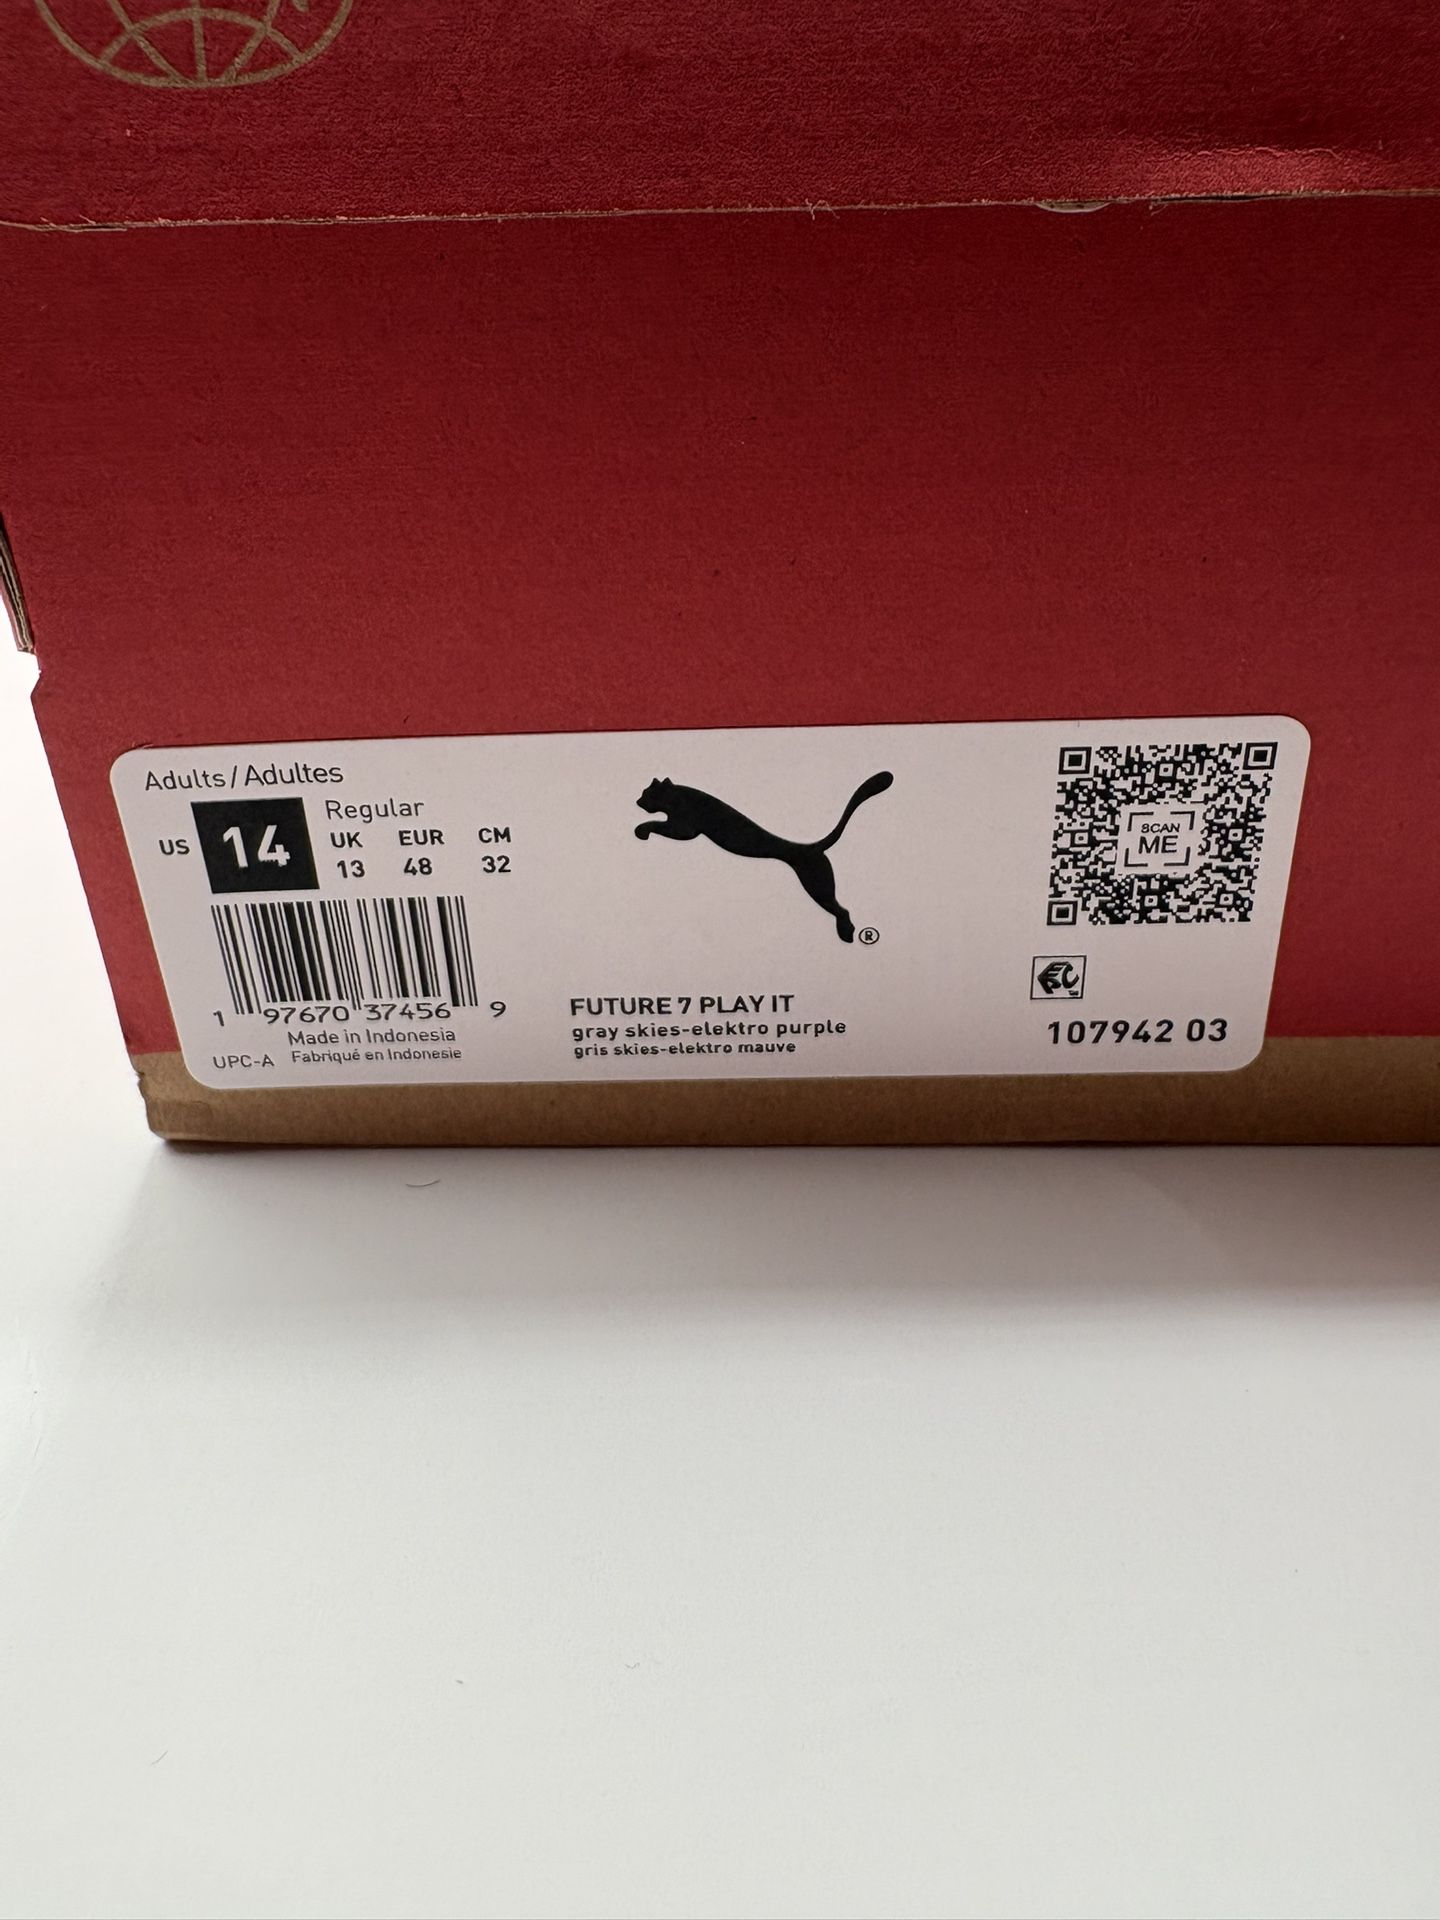 Adults / Adultes
US 14 Regular
UK EUR CM
13 48 32
1 97670 37456 9
Made in Indonesia
UPC-A Fabriqué en Indonesie
®
FUTURE 7 PLAY IT
gray skies-elektro purple
gris skies-elektro mauve
SCAN
ME
107942 03